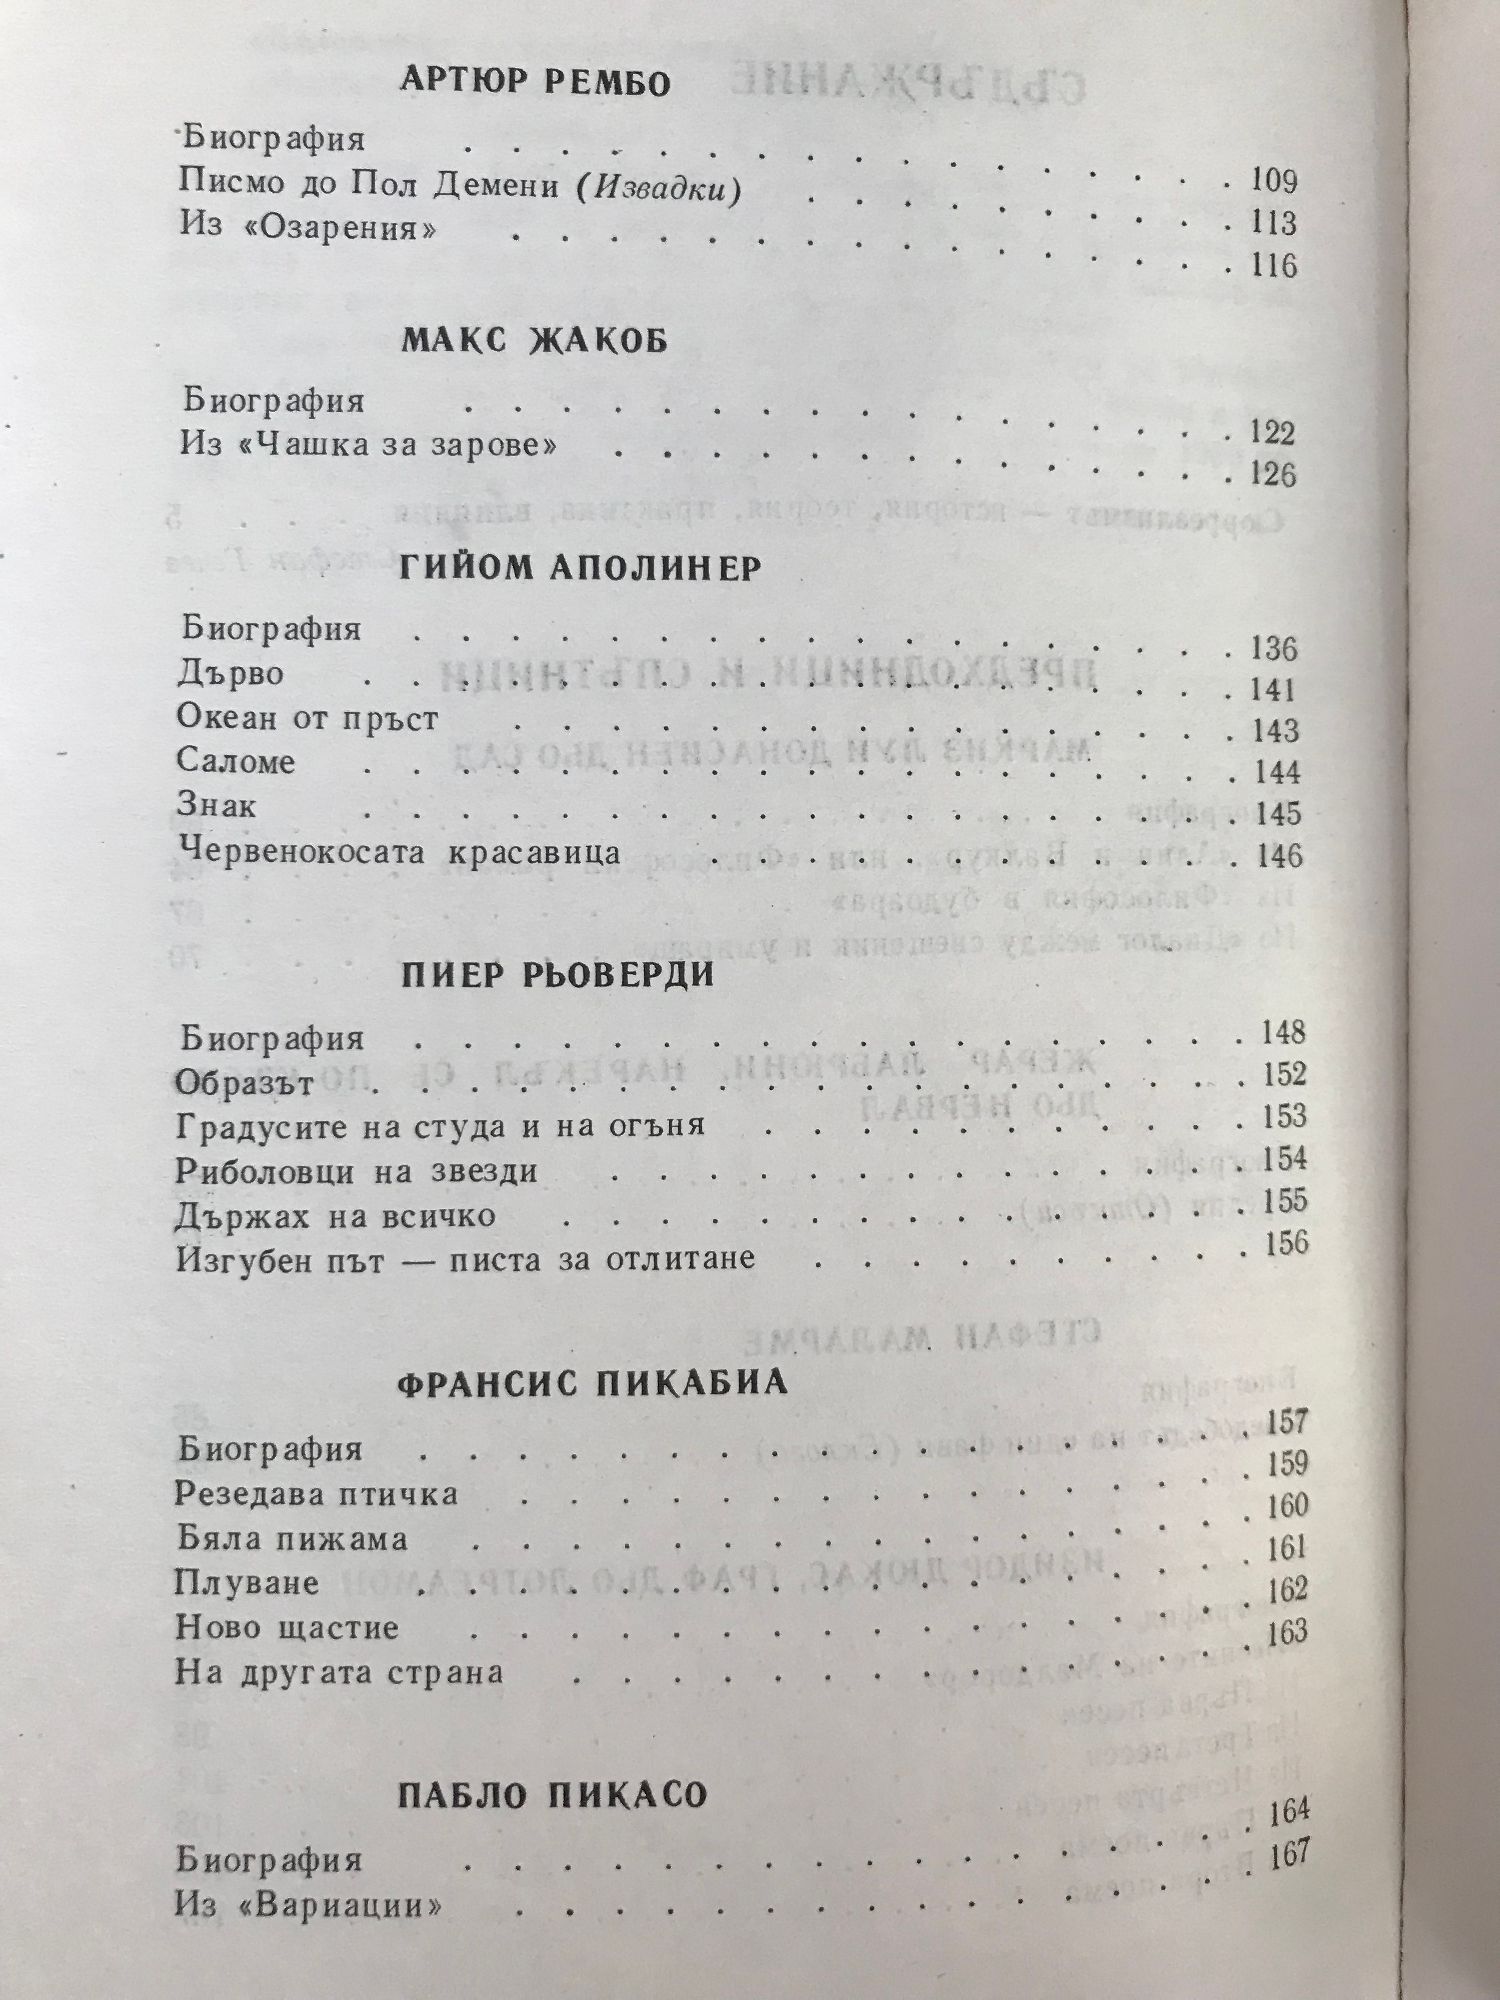 АРТЮР РЕМБО
Биография . . . . . . . . . . . . . . . . 109
Писмо до Пол Демени (Извадки) . . . . . . . . . 113
Из «Озарения» . . . . . . . . . . . . . . . 116
МАКС ЖАКОБ
Биография . . . . . . . . . . . . . . . . 122
Из «Чашка за зарове» . . . . . . . . . . . . . 126
ГИЙОМ АПОЛИНЕР
Биография . . . . . . . . . . . . . . . . . 136
Дърво . . . . . . . . . . . . . . . . . . 141
Океан от пръст . . . . . . . . . . . . . . . 143
Саломе . . . . . . . . . . . . . . . . . . 144
Знак . . . . . . . . . . . . . . . . . . 145
Червенокосата красавица . . . . . . . . . . . 146
ПИЕР РЬОВЕРДИ
Биография . . . . . . . . . . . . . . . . . 148
Образът . . . . . . . . . . . . . . . . . . 152
Градусите на студа и на огъня . . . . . . . . . . 153
Риболовци на звезди . . . . . . . . . . . . . 154
Държах на всичко . . . . . . . . . . . . . . 155
Изгубен път — писта за отлитане . . . . . . . . . 156
ФРАНСИС ПИКАБИА
Биография . . . . . . . . . . . . . . . . . 157
Резедава птичка . . . . . . . . . . . . . . . 159
Бяла пижама . . . . . . . . . . . . . . . . 160
Плуване . . . . . . . . . . . . . . . . . 161
Ново щастие . . . . . . . . . . . . . . . . 162
На другата страна . . . . . . . . . . . . . . 163
ПАБЛО ПИКАСО
Биография . . . . . . . . . . . . . . . . 164
Из «Вариации» . . . . . . . . . . . . . . . 167